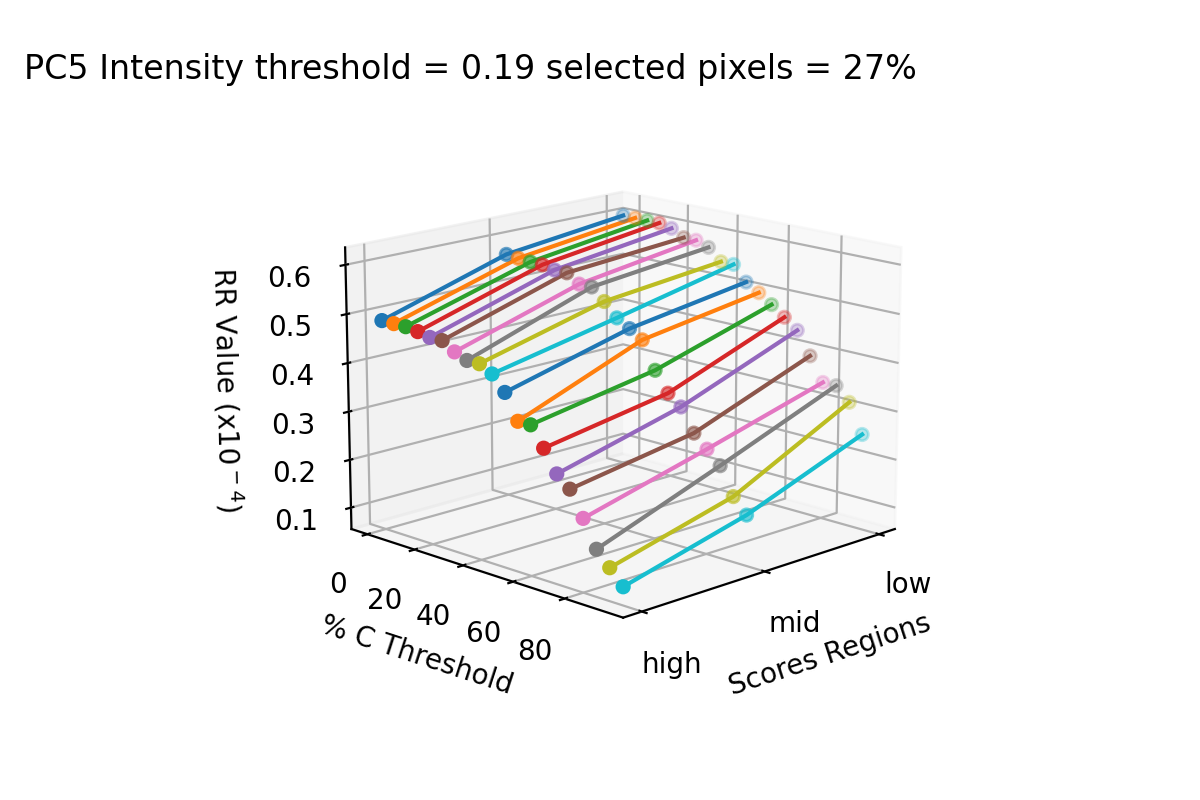 PC5 Intensity threshold = 0.19 selected pixels = 27%
0.6
0.5
0.4
0.3
0.2
0.1
RR Value (x10⁻⁴)
0
20
40
60
80
% C Threshold
high
mid
low
Scores Regions